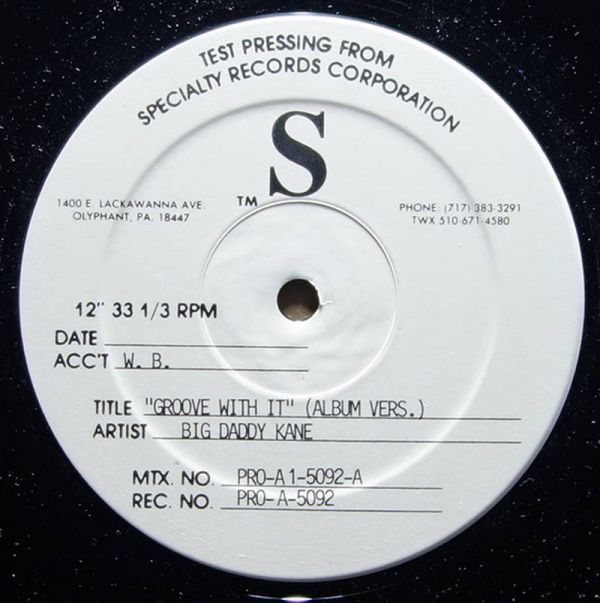 TEST PRESSING FROM
SPECIALTY RECORDS CORPORATION
S
TM
1400 E. LACKAWANNA AVE.
OLYPHANT, PA. 18447
PHONE: (717) 383-3291
TWX 510-671-4580
12" 33 1/3 RPM
DATE
ACC'T W. B.
TITLE "GROOVE WITH IT" (ALBUM VERS.)
ARTIST BIG DADDY KANE
MTX. NO. PRO-A1-5092-A
REC. NO. PRO-A-5092